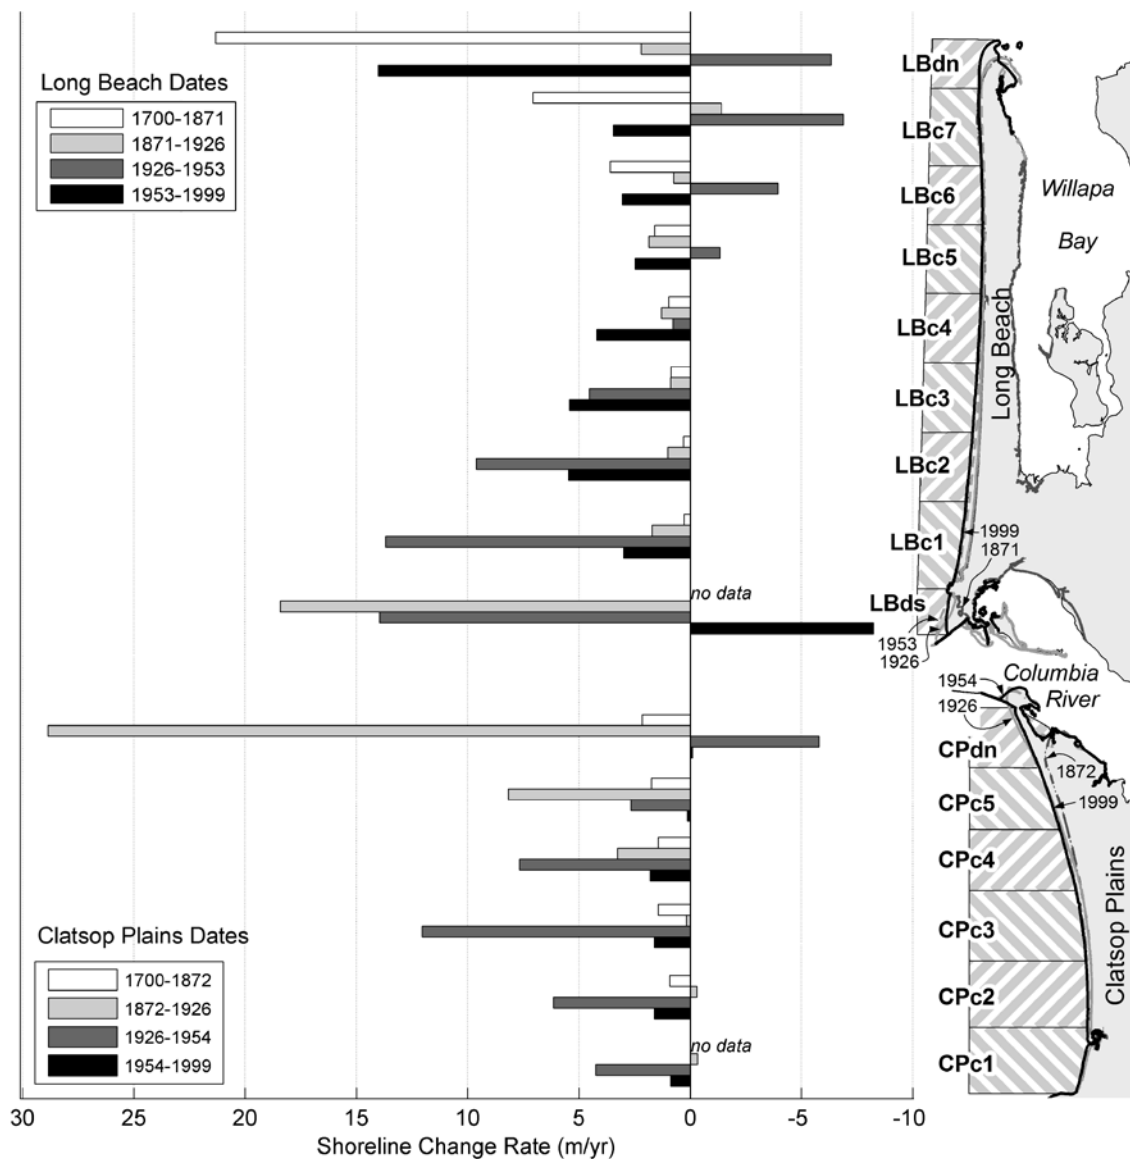 Long Beach Dates
1700-1871
1871-1926
1926-1953
1953-1999
LBdn
LBc7
LBc6
LBc5
LBc4
LBc3
LBc2
LBc1
LBds
Willapa
Bay
Long Beach
1999
1871
no data
1953
1926
Columbia
River
1954
1926
CPdn
1872
CPc5
1999
CPc4
CPc3
CPc2
CPc1
Clatsop Plains
Clatsop Plains Dates
1700-1872
1872-1926
1926-1954
1954-1999
no data
30 25 20 15 10 5 0 -5 -10
Shoreline Change Rate (m/yr)